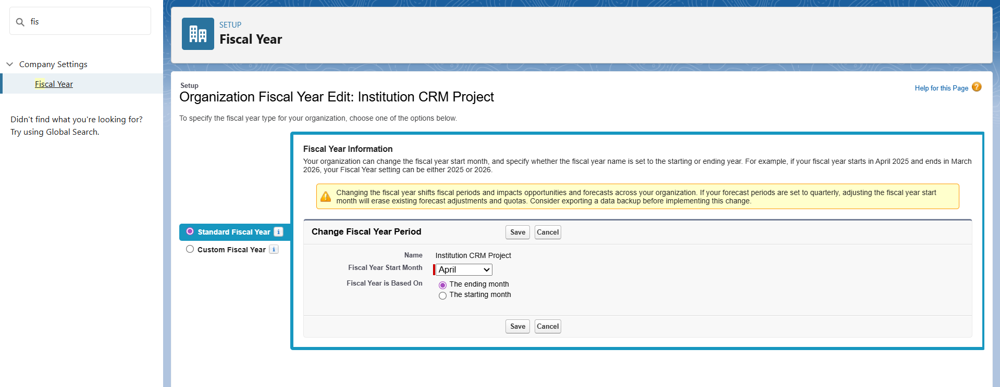 fis
Company Settings
Fiscal Year
Didn't find what you're looking for?
Try using Global Search.
SETUP
Fiscal Year
Setup
Organization Fiscal Year Edit: Institution CRM Project
Help for this Page ?
To specify the fiscal year type for your organization, choose one of the options below.
Standard Fiscal Year i
Custom Fiscal Year i
Fiscal Year Information
Your organization can change the fiscal year start month, and specify whether the fiscal year name is set to the starting or ending year. For example, if your fiscal year starts in April 2025 and ends in March
2026, your Fiscal Year setting can be either 2025 or 2026.
Changing the fiscal year shifts fiscal periods and impacts opportunities and forecasts across your organization. If your forecast periods are set to quarterly, adjusting the fiscal year start
month will erase existing forecast adjustments and quotas. Consider exporting a data backup before implementing this change.
Change Fiscal Year Period Save Cancel
Name Institution CRM Project
Fiscal Year Start Month April
Fiscal Year is Based On The ending month
The starting month
Save Cancel